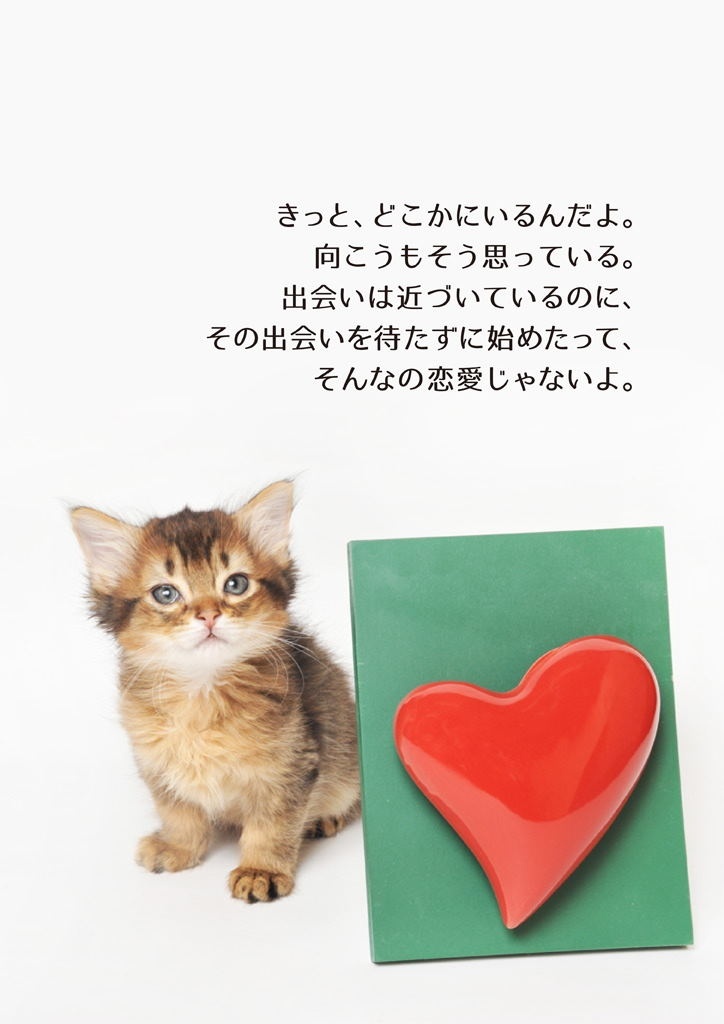 きっと、どこかにいるんだよ。
向こうもそう思っている。
出会いは近づいているのに、
その出会いを待たずに始めたって、
そんなの恋愛じゃないよ。